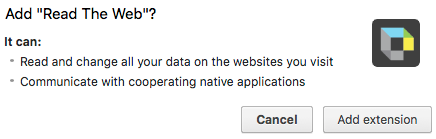 Add "Read The Web"?
It can:
• Read and change all your data on the websites you visit
• Communicate with cooperating native applications
Cancel
Add extension